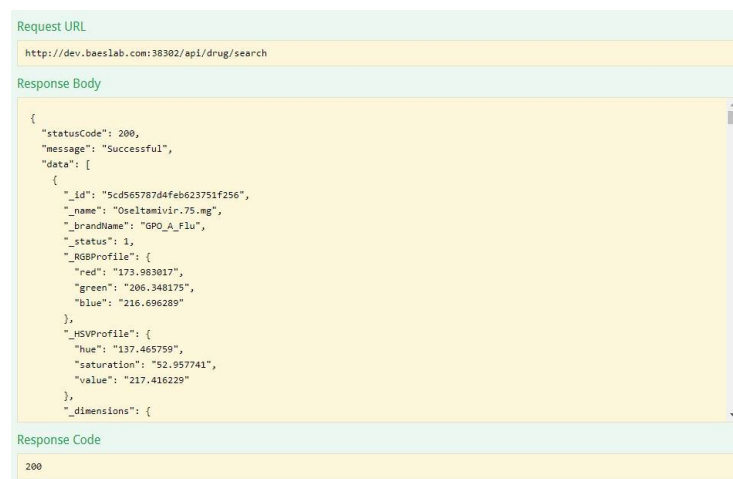 Request URL
http://dev.baeslab.com:38302/api/drug/search
Response Body
{
  "statusCode": 200,
  "message": "Successful",
  "data": [
    {
      "_id": "5cd565787d4feb623751f256",
      "_name": "Oseltamivir.75.mg",
      "_brandName": "GPO_A_Flu",
      "_status": 1,
      "_RGBProfile": {
        "red": "173.983017",
        "green": "206.348175",
        "blue": "216.696289"
      },
      "_HSVProfile": {
        "hue": "137.465759",
        "saturation": "52.957741",
        "value": "217.416229"
      },
      "_dimensions": {
Response Code
200